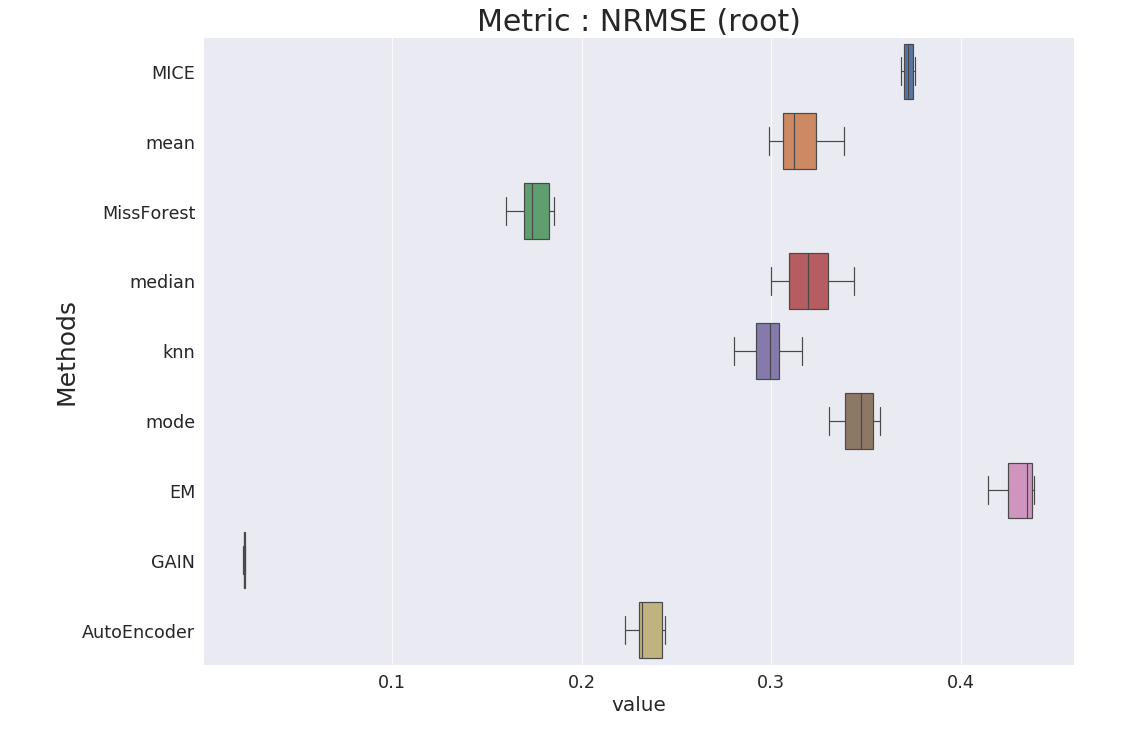 Metric : NRMSE (root)
MICE
mean
MissForest
median
knn
mode
EM
GAIN
AutoEncoder
Methods
0.1 0.2 0.3 0.4
value